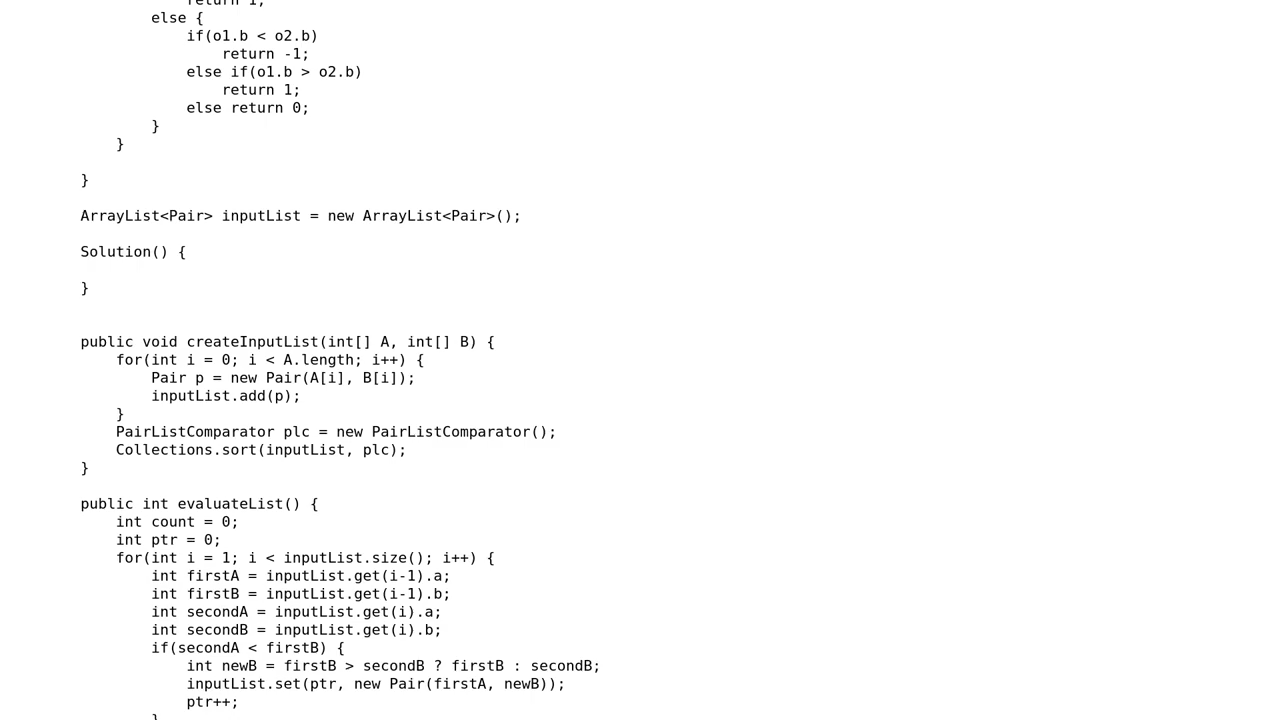 return 1;
else {
if(o1.b < o2.b)
return -1;
else if(o1.b > o2.b)
return 1;
else return 0;
}
}
}
ArrayList<Pair> inputList = new ArrayList<Pair>();
Solution() {
}
public void createInputList(int[] A, int[] B) {
for(int i = 0; i < A.length; i++) {
Pair p = new Pair(A[i], B[i]);
inputList.add(p);
}
PairListComparator plc = new PairListComparator();
Collections.sort(inputList, plc);
}
public int evaluateList() {
int count = 0;
int ptr = 0;
for(int i = 1; i < inputList.size(); i++) {
int firstA = inputList.get(i-1).a;
int firstB = inputList.get(i-1).b;
int secondA = inputList.get(i).a;
int secondB = inputList.get(i).b;
if(secondA < firstB) {
int newB = firstB > secondB ? firstB : secondB;
inputList.set(ptr, new Pair(firstA, newB));
ptr++;
}